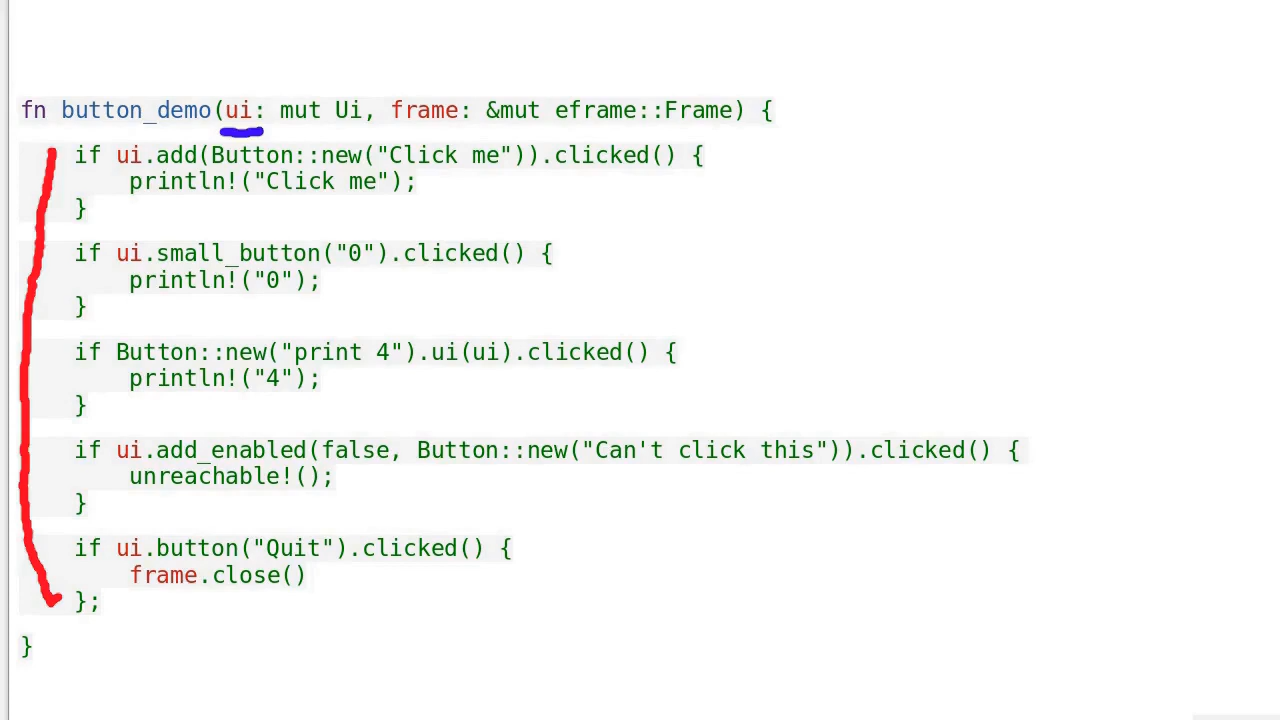 fn button_demo(ui: mut Ui, frame: &mut eframe::Frame) {
if ui.add(Button::new("Click me")).clicked() {
println!("Click me");
}
if ui.small_button("0").clicked() {
println!("0");
}
if Button::new("print 4").ui(ui).clicked() {
println!("4");
}
if ui.add_enabled(false, Button::new("Can't click this")).clicked() {
unreachable!();
}
if ui.button("Quit").clicked() {
frame.close()
};
}